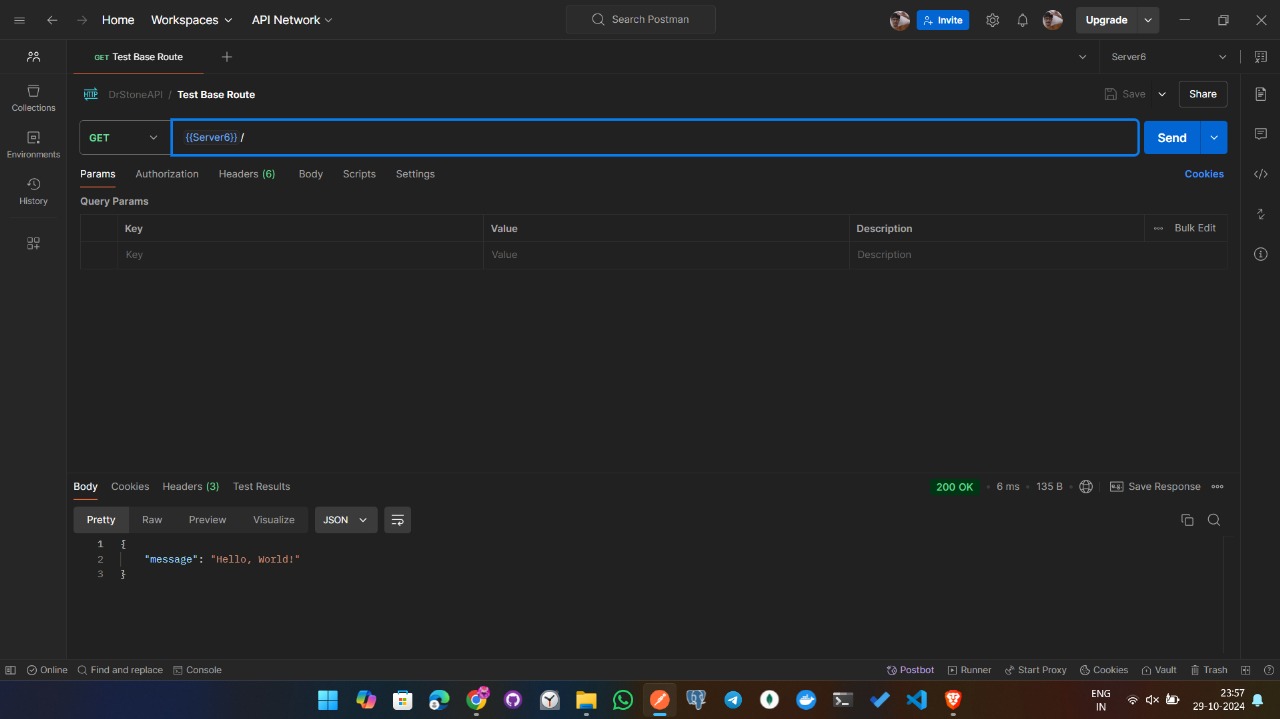 Home Workspaces API Network Search Postman Invite Upgrade
GET Test Base Route Server6
HTTP DrStoneAPI / Test Base Route Save Share
GET {{Server6}} / Send
Params Authorization Headers (6) Body Scripts Settings Cookies
Query Params
Key Value Description Bulk Edit
Key Value Description
Collections
Environments
History
Body Cookies Headers (3) Test Results 200 OK 6 ms 135 B Save Response
Pretty Raw Preview Visualize JSON
1 {
2 "message": "Hello, World!"
3 }
Online Find and replace Console Postbot Runner Start Proxy Cookies Vault Trash
ENG 23:57
IN 29-10-2024